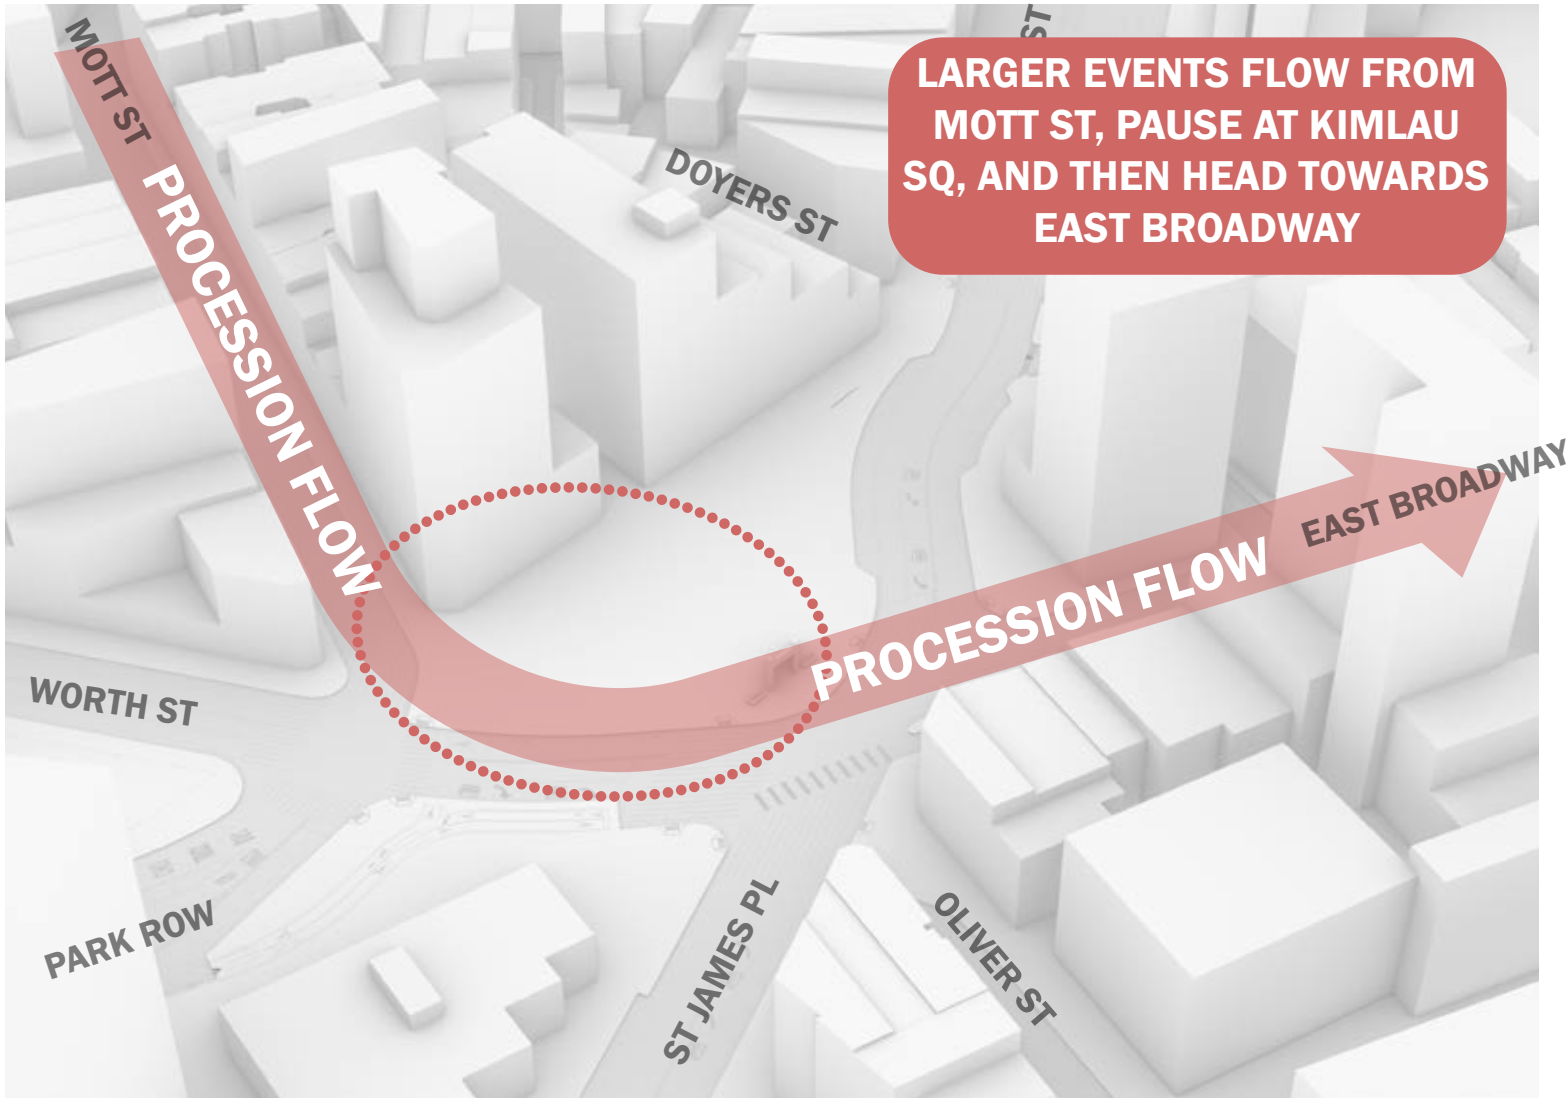 MOTT ST
ST
LARGER EVENTS FLOW FROM
MOTT ST, PAUSE AT KIMLAU
SQ, AND THEN HEAD TOWARDS
EAST BROADWAY
DOYERS ST
PROCESSION FLOW
EAST BROADWAY
PROCESSION FLOW
WORTH ST
PARK ROW
ST JAMES PL
OLIVER ST